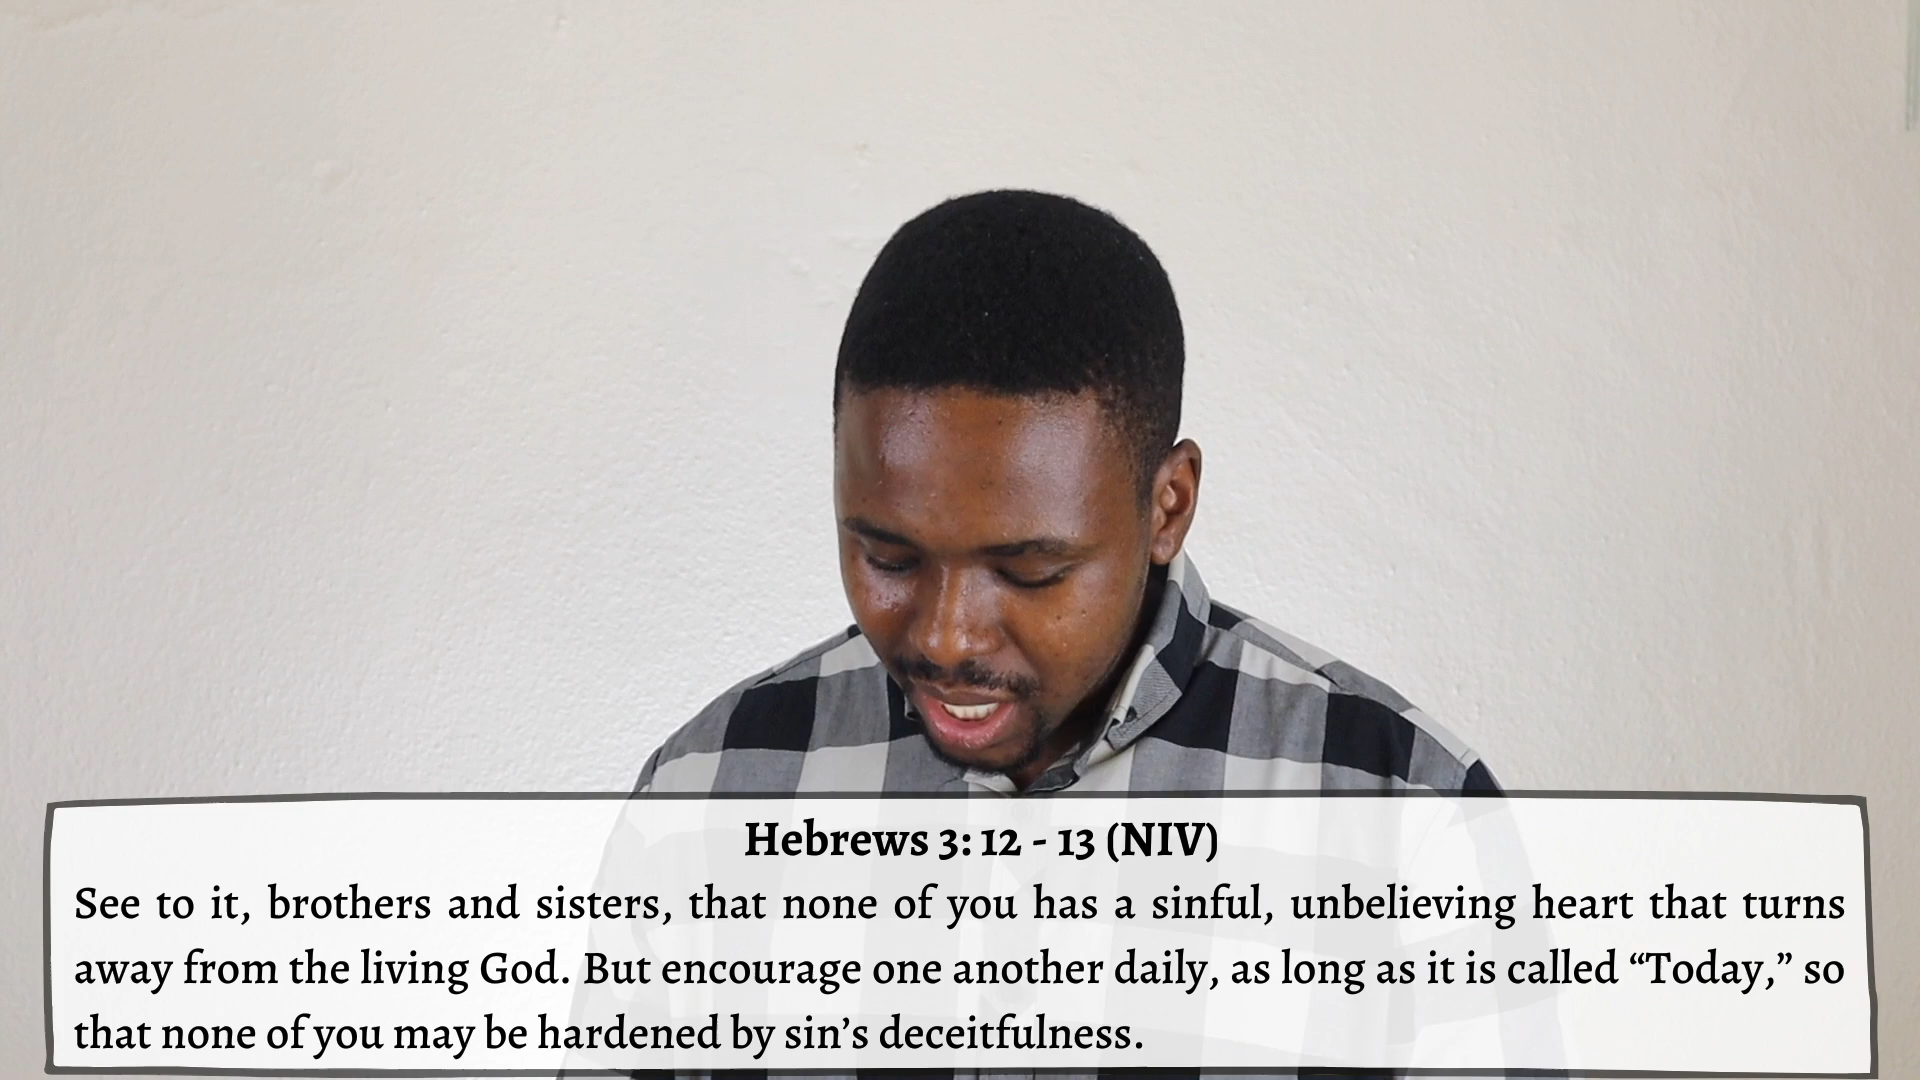 Hebrews 3: 12 - 13 (NIV)
See to it, brothers and sisters, that none of you has a sinful, unbelieving heart that turns
away from the living God. But encourage one another daily, as long as it is called “Today,” so
that none of you may be hardened by sin’s deceitfulness.